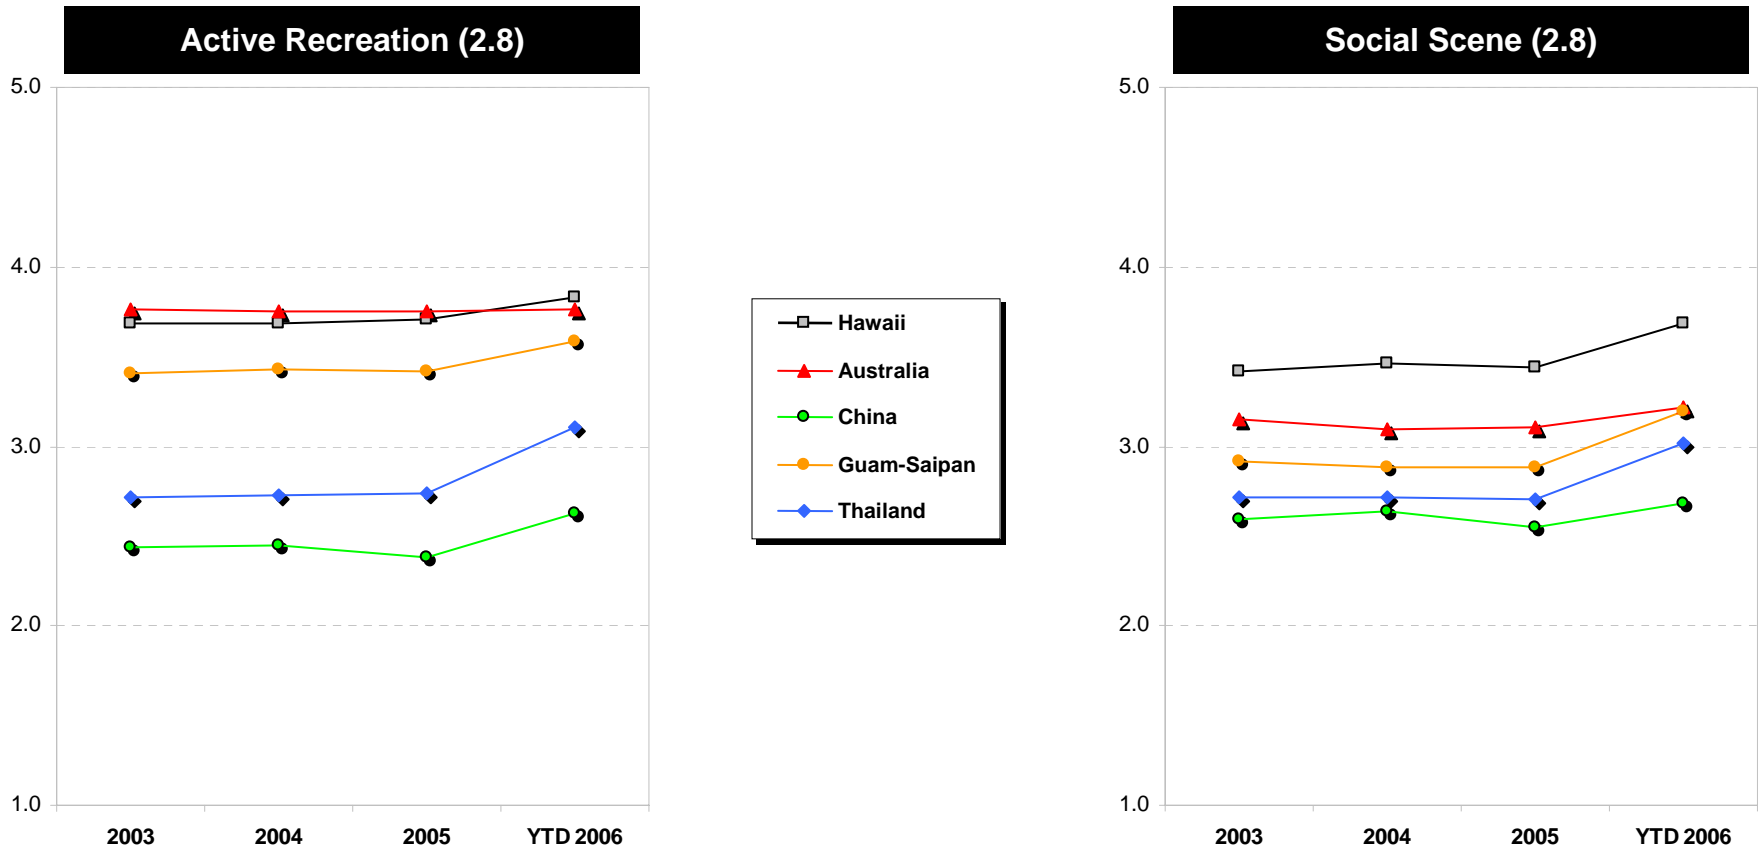 Active Recreation (2.8)
5.0
4.0
3.0
2.0
1.0
2003 2004 2005 YTD 2006
Hawaii
Australia
China
Guam-Saipan
Thailand
Social Scene (2.8)
5.0
4.0
3.0
2.0
1.0
2003 2004 2005 YTD 2006